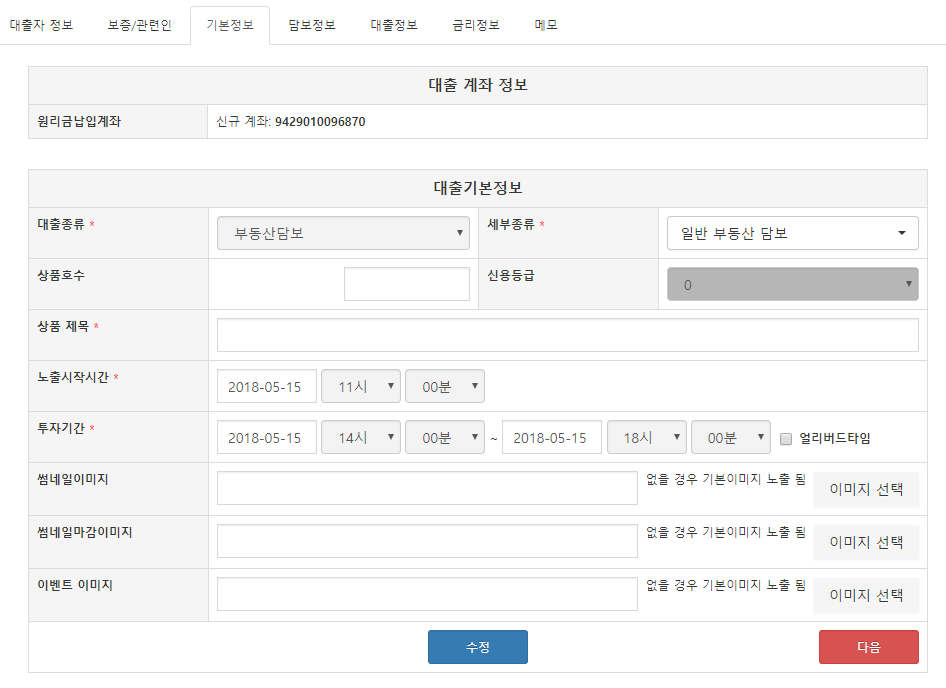 대출자 정보 보증/관련인 기본정보 담보정보 대출정보 금리정보 메모
대출 계좌 정보
원리금납입계좌 신규 계좌: 9429010096870
대출기본정보
대출종류 * 부동산담보 세부종류 * 일반 부동산 담보
상품호수 신용등급 0
상품 제목 *
노출시작시간 * 2018-05-15 11시 00분
투자기간 * 2018-05-15 14시 00분 ~ 2018-05-15 18시 00분 얼리버드타임
썸네일이미지 없을 경우 기본이미지 노출 됨 이미지 선택
썸네일마감이미지 없을 경우 기본이미지 노출 됨 이미지 선택
이벤트 이미지 없을 경우 기본이미지 노출 됨 이미지 선택
수정 다음